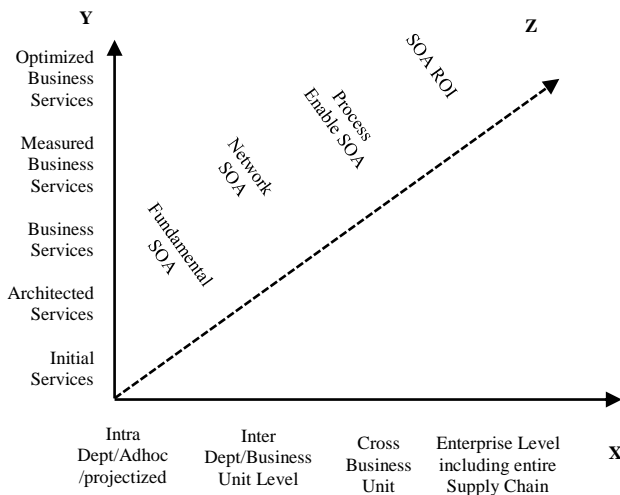 Y
Z
Optimized
Business
Services
Measured
Business
Services
Business
Services
Architected
Services
Initial
Services
Fundamental
SOA
Network
SOA
Process
Enable SOA
SOA ROI
Intra
Dept/Adhoc
/projectized
Inter
Dept/Business
Unit Level
Cross
Business
Unit
Enterprise Level
including entire
Supply Chain
X